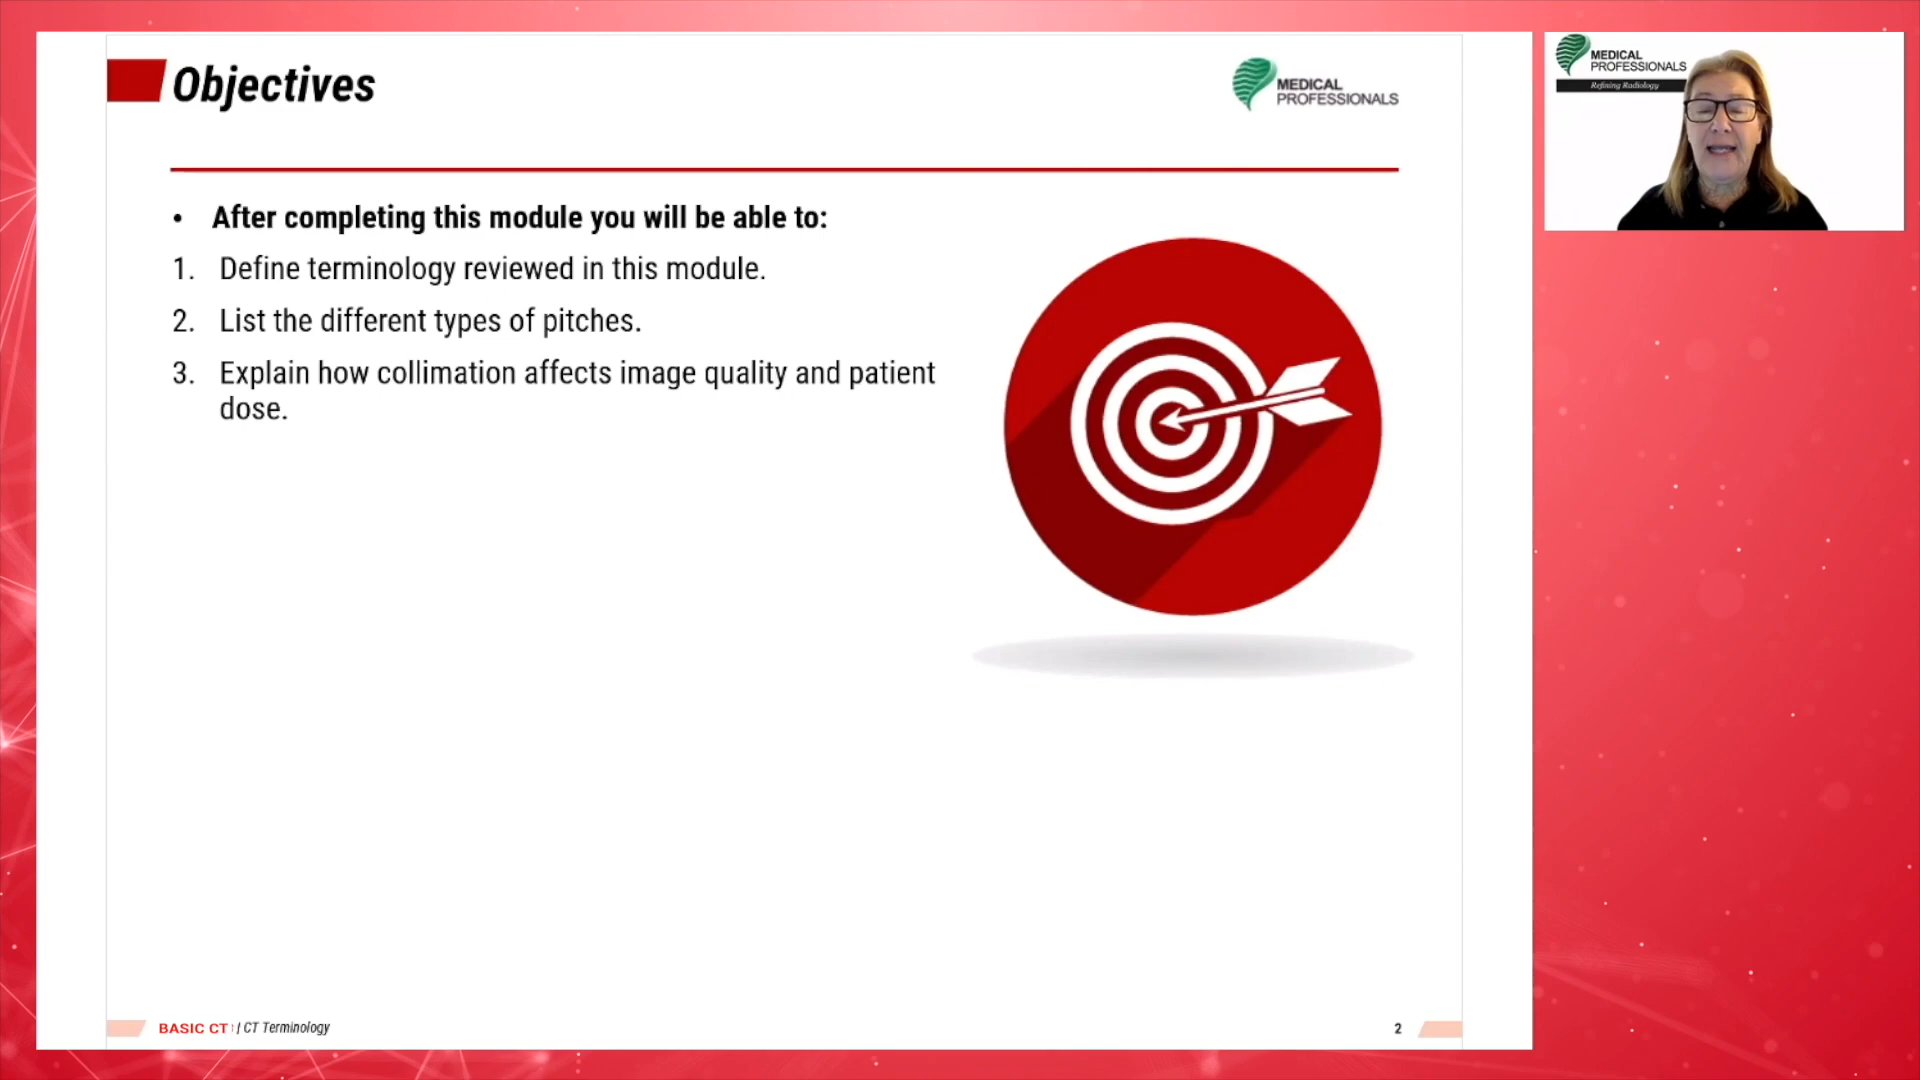 Objectives
MEDICAL
PROFESSIONALS
• After completing this module you will be able to:
1. Define terminology reviewed in this module.
2. List the different types of pitches.
3. Explain how collimation affects image quality and patient
dose.
BASIC CT | CT Terminology
2
MEDICAL
PROFESSIONALS
Refining Radiology